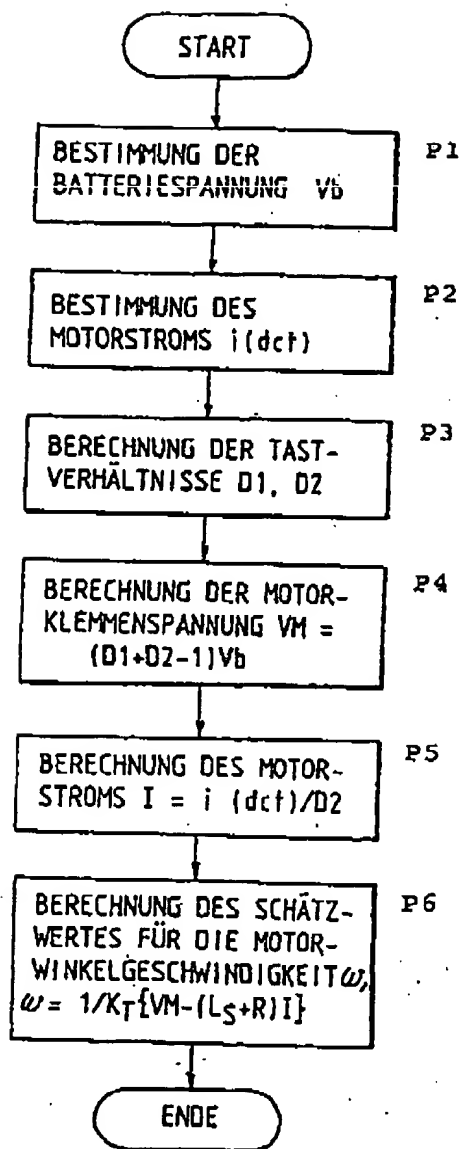 START
BESTIMMUNG DER
BATTERIESPANNUNG Vb
P1
BESTIMMUNG DES
MOTORSTROMS i(dct)
P2
BERECHNUNG DER TAST-
VERHÄLTNISSE D1, D2
P3
BERECHNUNG DER MOTOR-
KLEMMENSPANNUNG VM =
(D1+D2-1)Vb
P4
BERECHNUNG DES MOTOR-
STROMS I = i (dct)/D2
P5
BERECHNUNG DES SCHÄTZ-
WERTES FÜR DIE MOTOR-
WINKELGESCHWINDIGKEIT ω,
ω = 1/KT{VM-(LS+R)I}
P6
ENDE